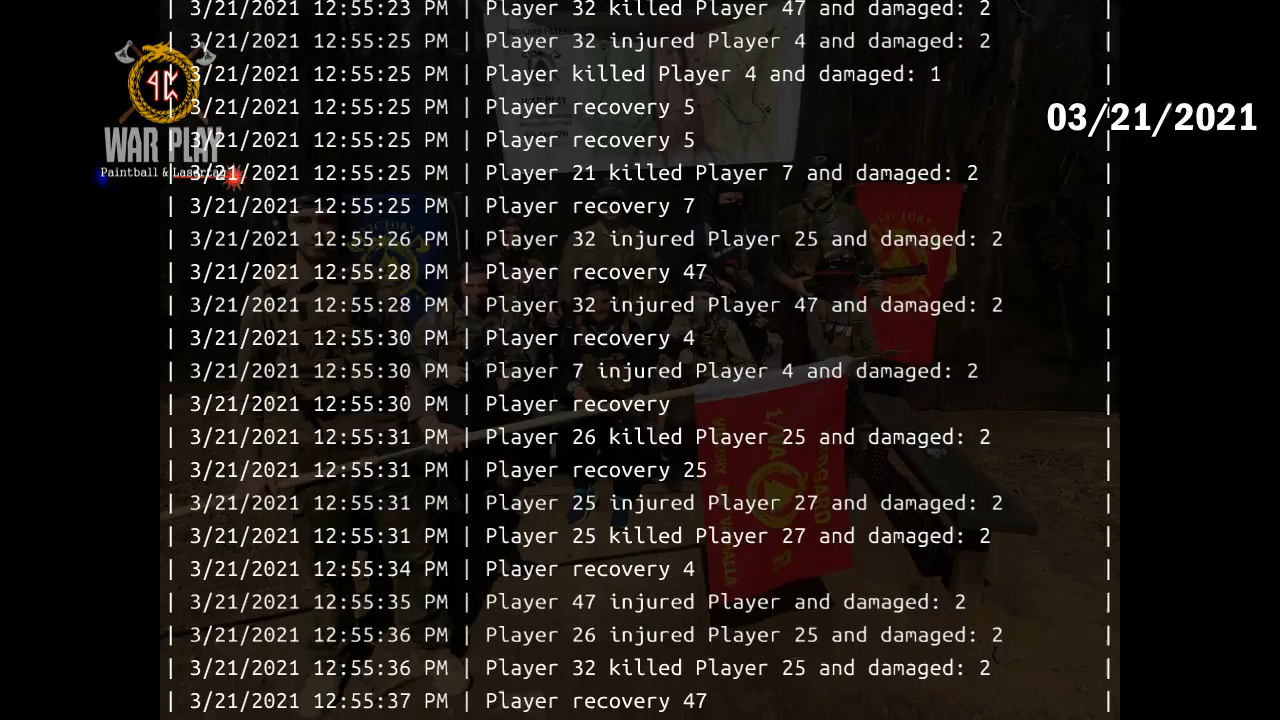 | 3/21/2021 12:55:23 PM | Player 32 killed Player 47 and damaged: 2 |
| 3/21/2021 12:55:25 PM | Player 32 injured Player 4 and damaged: 2 |
| 3/21/2021 12:55:25 PM | Player killed Player 4 and damaged: 1 |
| 3/21/2021 12:55:25 PM | Player recovery 5 |
03/21/2021
| 3/21/2021 12:55:25 PM | Player recovery 5 |
WAR PLAY
Paintball & Lasertag
| 3/21/2021 12:55:25 PM | Player 21 killed Player 7 and damaged: 2 |
| 3/21/2021 12:55:25 PM | Player recovery 7 |
| 3/21/2021 12:55:26 PM | Player 32 injured Player 25 and damaged: 2 |
| 3/21/2021 12:55:28 PM | Player recovery 47 |
| 3/21/2021 12:55:28 PM | Player 32 injured Player 47 and damaged: 2 |
| 3/21/2021 12:55:30 PM | Player recovery 4 |
| 3/21/2021 12:55:30 PM | Player 7 injured Player 4 and damaged: 2 |
| 3/21/2021 12:55:30 PM | Player recovery |
| 3/21/2021 12:55:31 PM | Player 26 killed Player 25 and damaged: 2 |
| 3/21/2021 12:55:31 PM | Player recovery 25 |
| 3/21/2021 12:55:31 PM | Player 25 injured Player 27 and damaged: 2 |
| 3/21/2021 12:55:31 PM | Player 25 killed Player 27 and damaged: 2 |
| 3/21/2021 12:55:34 PM | Player recovery 4 |
| 3/21/2021 12:55:35 PM | Player 47 injured Player and damaged: 2 |
| 3/21/2021 12:55:36 PM | Player 26 injured Player 25 and damaged: 2 |
| 3/21/2021 12:55:36 PM | Player 32 killed Player 25 and damaged: 2 |
| 3/21/2021 12:55:37 PM | Player recovery 47 |